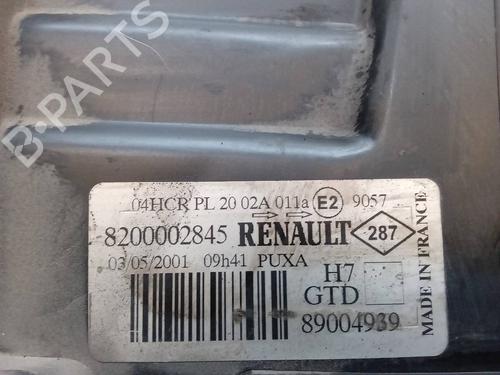 B-PARTS
04HCR PL 20 02A 011a E2 9057
8200002845 RENAULT 287
03/05/2001 09h41 PUXA
H7
GTD
89004939
MADE IN FRANCE